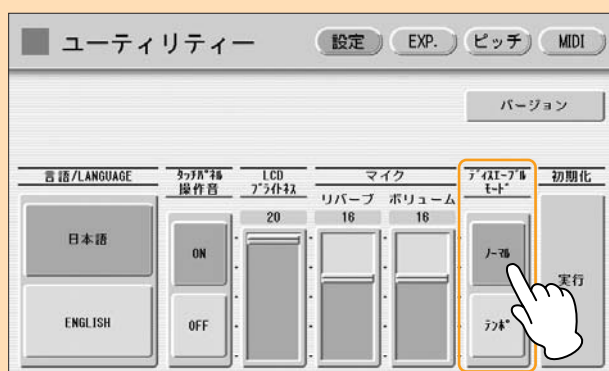 ユーティリティー
設定
EXP.
ピッチ
MIDI
バージョン
言語/LANGUAGE
タッチパネル
操作音
LCD
ブライトネス
マイク
リバーブ
ボリューム
ディスエーブル
モード
初期化
20
16
16
日本語
ON
ノーマル
実行
ENGLISH
OFF
テンポ